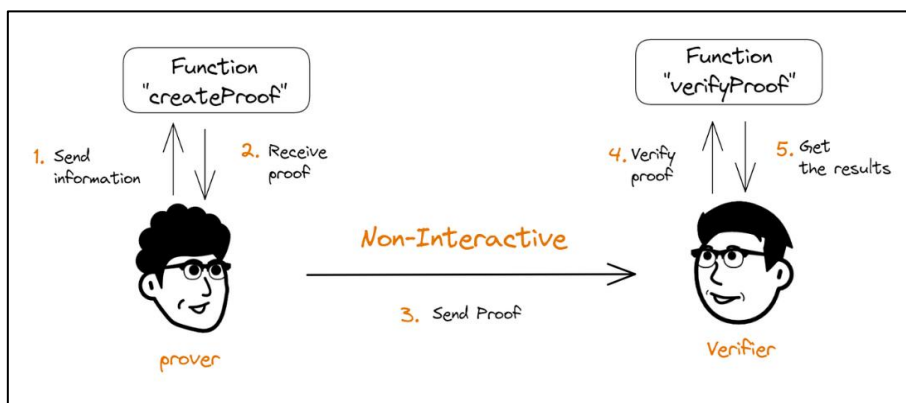 Function
"createProof"
Function
"verifyProof"
1. Send
information
2. Receive
proof
4. Verify
proof
5. Get
the results
Non-Interactive
3. Send Proof
prover
Verifier